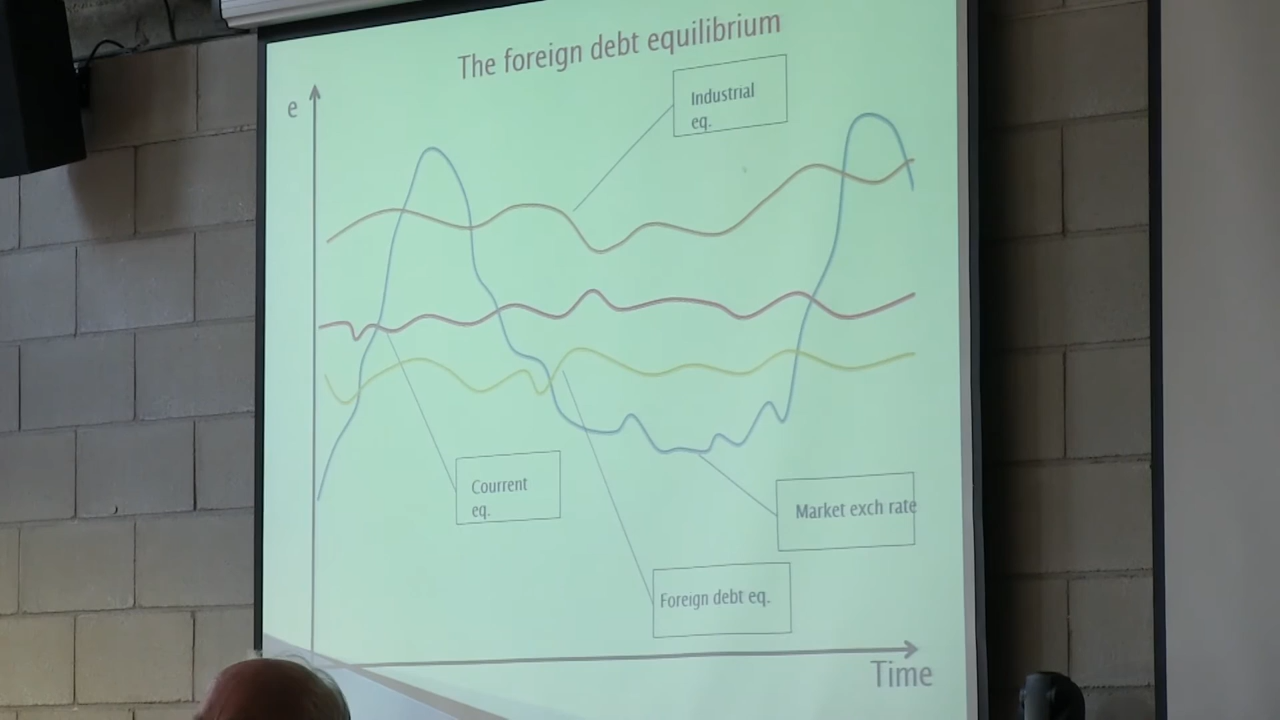 The foreign debt equilibrium
e
Industrial
eq.
Courrent
eq.
Market exch rate
Foreign debt eq.
Time